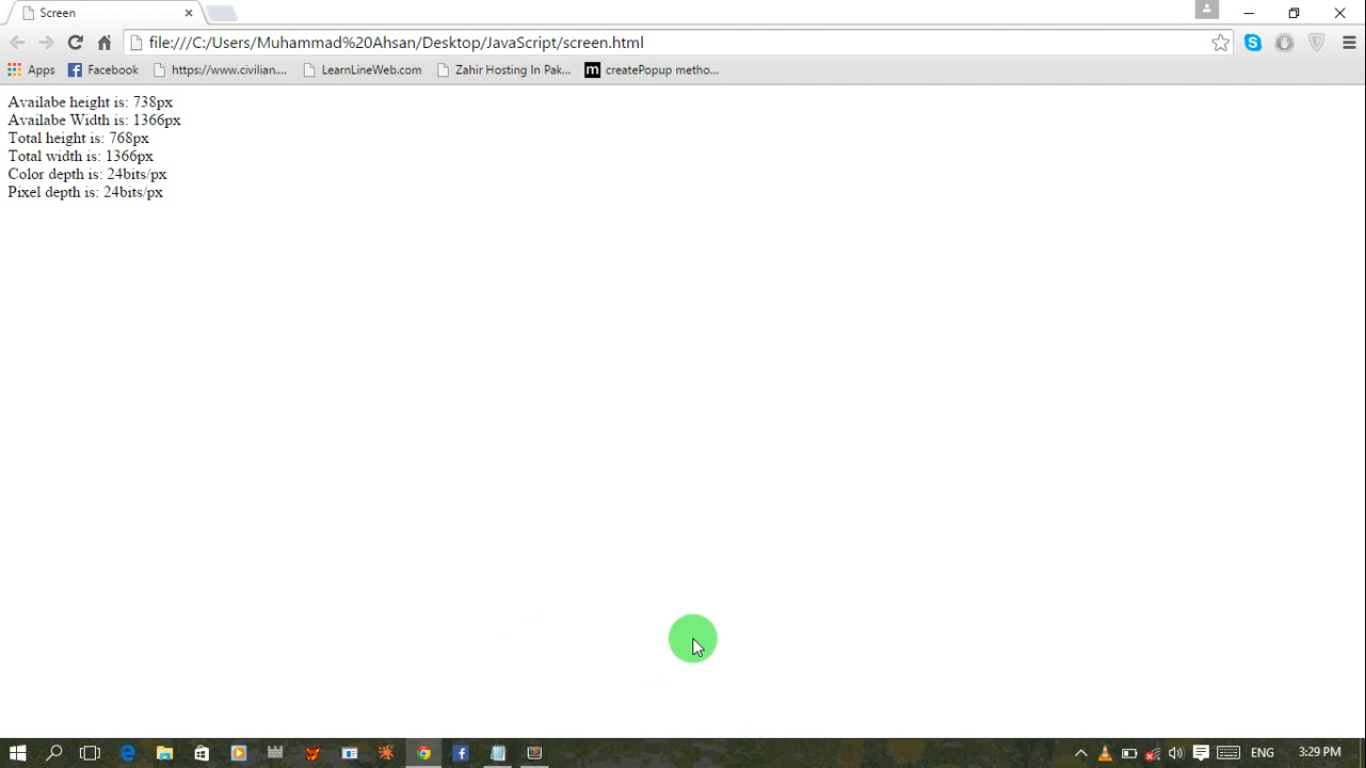 Screen
file:///C:/Users/Muhammad%20Ahsan/Desktop/JavaScript/screen.html
Apps Facebook https://www.civilian.... LearnLineWeb.com Zahir Hosting In Pak... m createPopup metho...
Availabe height is: 738px
Availabe Width is: 1366px
Total height is: 768px
Total width is: 1366px
Color depth is: 24bits/px
Pixel depth is: 24bits/px
ENG 3:29 PM